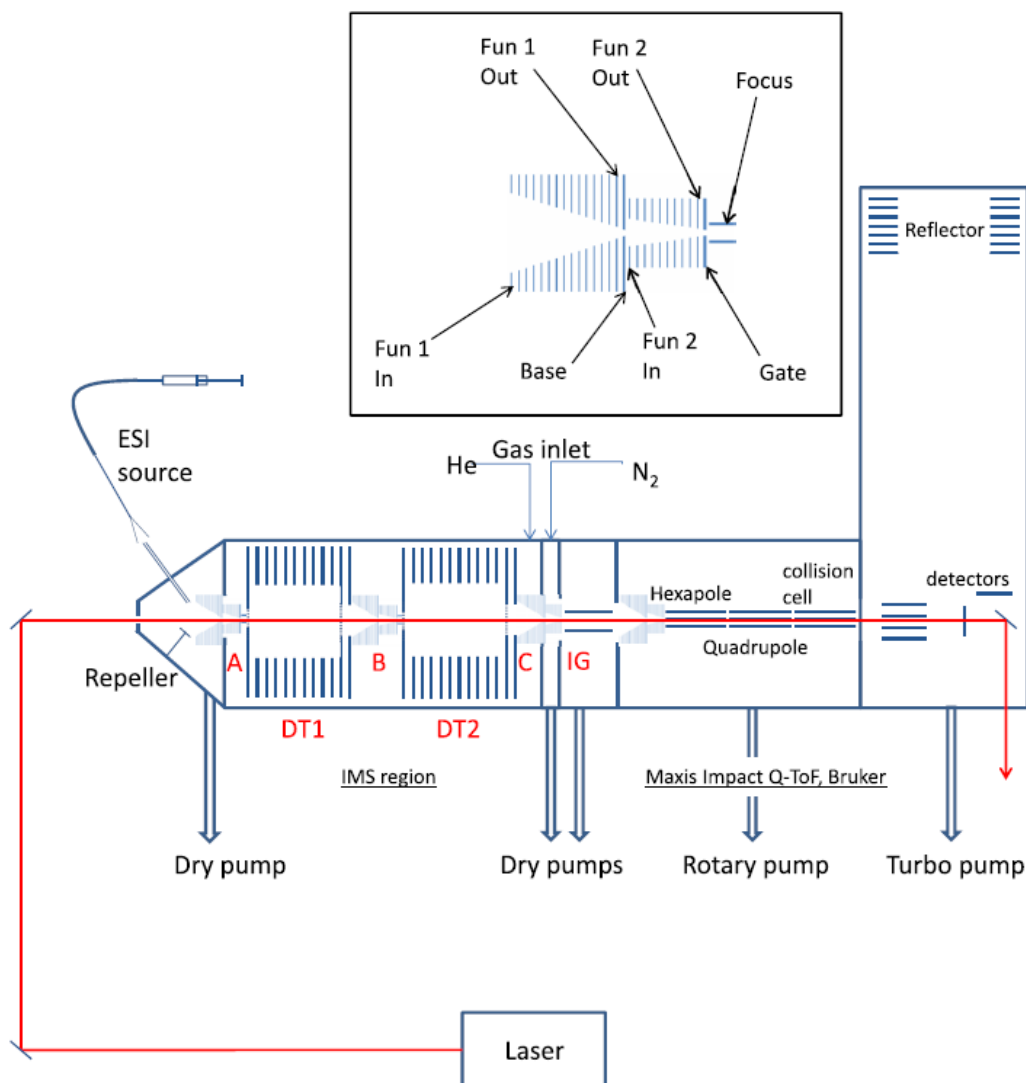 Fun 1
Out
Fun 2
Out
Focus
Fun 1
In
Base
Fun 2
In
Gate
Reflector
ESI
source
Gas inlet
He
N₂
Hexapole
collision
cell
detectors
Quadrupole
Repeller
A
B
C
IG
DT1
DT2
IMS region
Maxis Impact Q-ToF, Bruker
Dry pump
Dry pumps
Rotary pump
Turbo pump
Laser